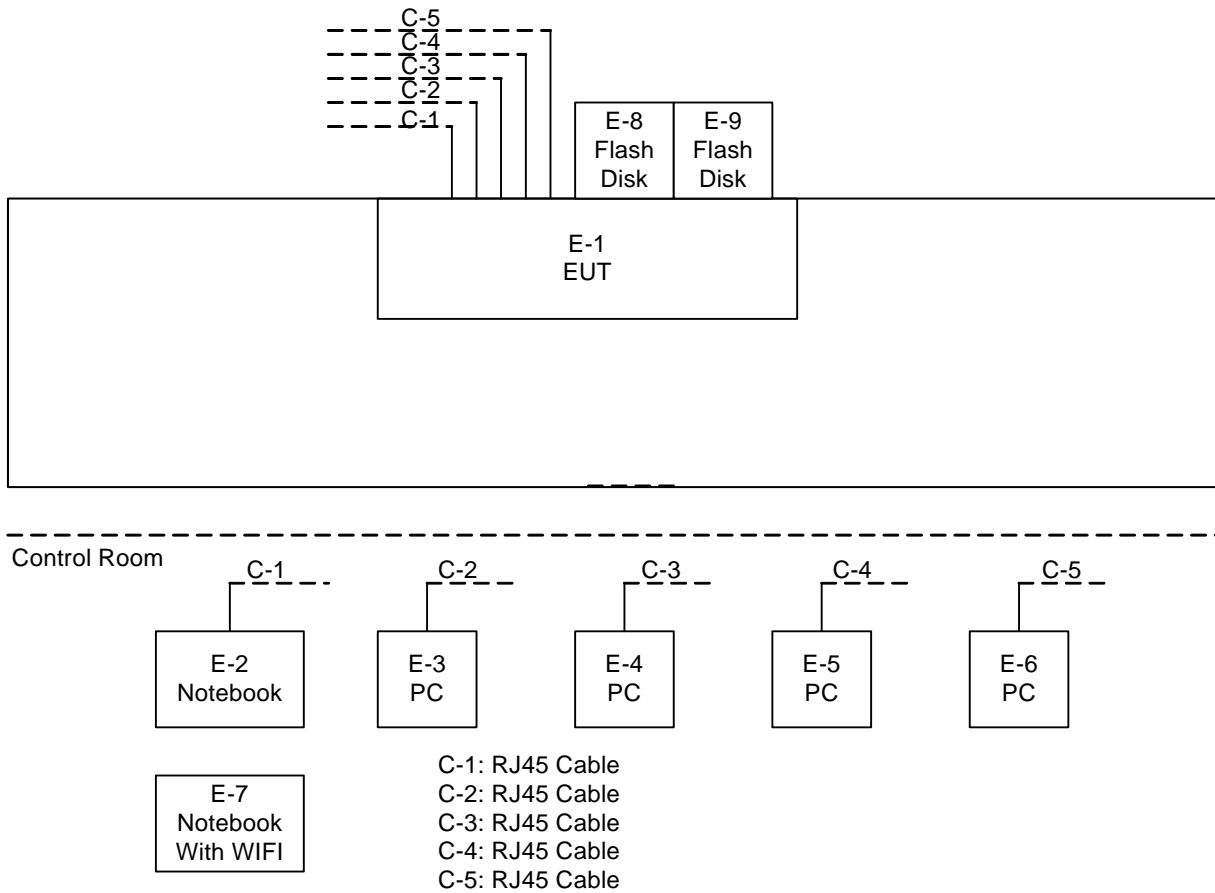 C-5
C-4
C-3
C-2
C-1
E-8
Flash
Disk
E-9
Flash
Disk
E-1
EUT
Control Room
C-1
C-2
C-3
C-4
C-5
E-2
Notebook
E-3
PC
E-4
PC
E-5
PC
E-6
PC
E-7
Notebook
With WIFI
C-1: RJ45 Cable
C-2: RJ45 Cable
C-3: RJ45 Cable
C-4: RJ45 Cable
C-5: RJ45 Cable